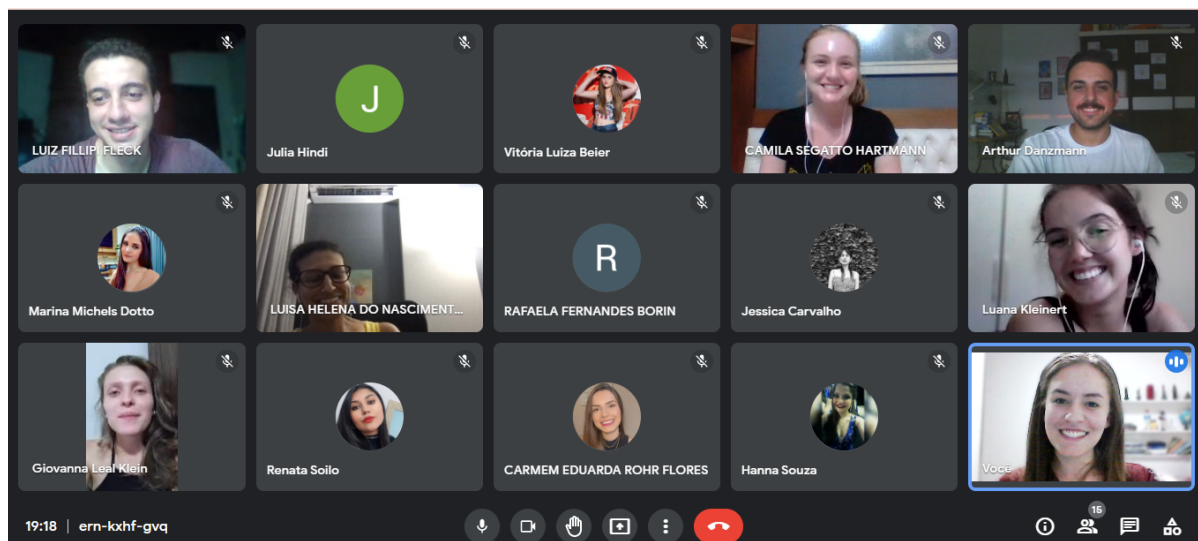 LUIZ FILLIPI FLECK
J
Julia Hindi
Vitória Luiza Beier
CAMILA SEGATTO HARTMANN
Arthur Danzmann
Marina Michels Dotto
LUISA HELENA DO NASCIMENT...
R
RAFAELA FERNANDES BORIN
Jessica Carvalho
Luana Kleinert
Giovanna Leal Klein
Renata Soilo
CARMEM EDUARDA ROHR FLORES
Hanna Souza
Você
19:18 | ern-kxhf-gvq
15